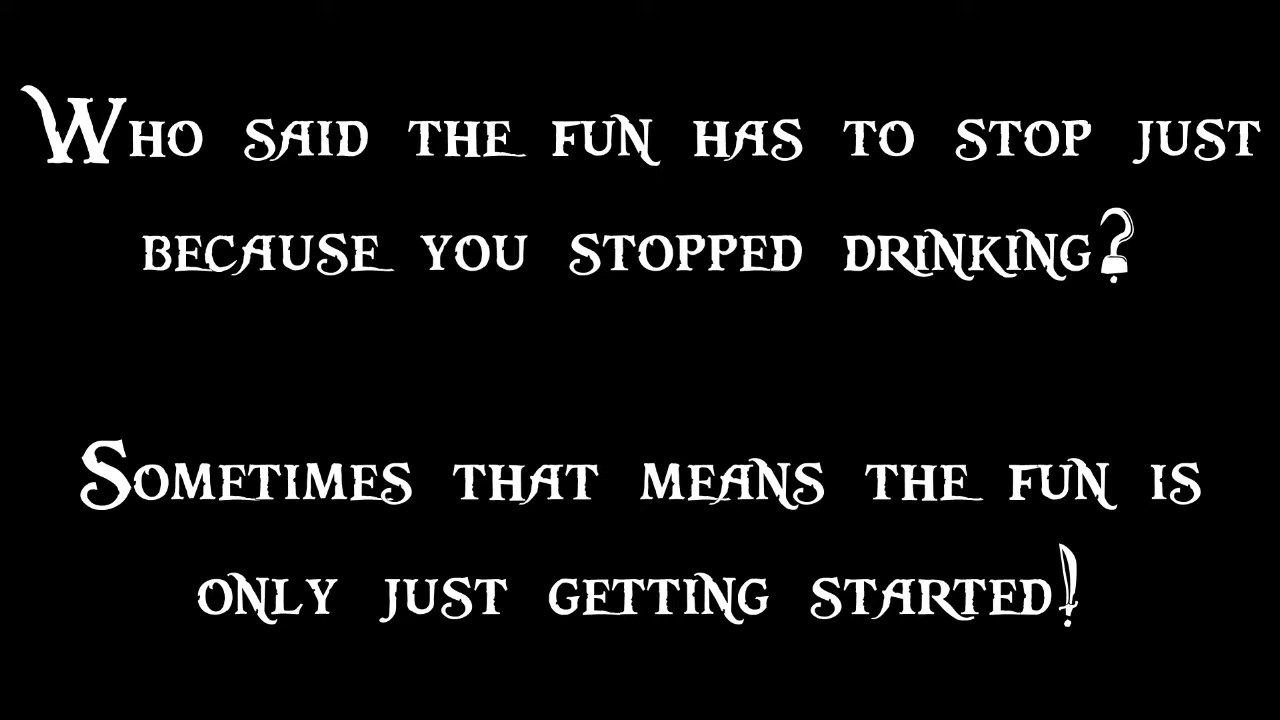 Who said the fun has to stop just
because you stopped drinking?
Sometimes that means the fun is
only just getting started!